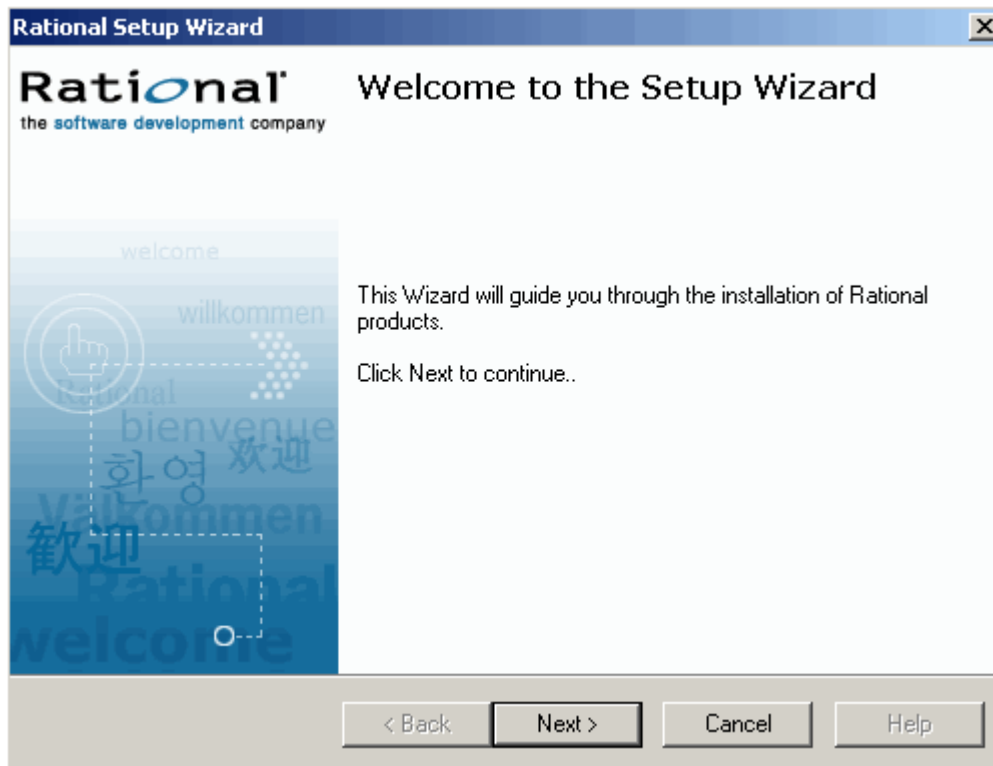 Rational Setup Wizard
Rational
the software development company
Welcome to the Setup Wizard
welcome
willkommen
Rational
bienvenue
환영 欢迎
Välkommen
歓迎
Rational
welcome
This Wizard will guide you through the installation of Rational
products.
Click Next to continue..
< Back Next > Cancel Help